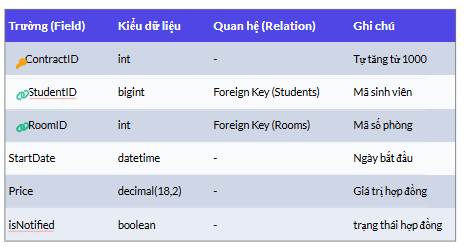 Trường (Field) Kiểu dữ liệu Quan hệ (Relation) Ghi chú
ContractID int - Tự tăng từ 1000
StudentID bigint Foreign Key (Students) Mã sinh viên
RoomID int Foreign Key (Rooms) Mã số phòng
StartDate datetime - Ngày bắt đầu
Price decimal(18,2) - Giá trị hợp đồng
isNotified boolean - trạng thái hợp đồng